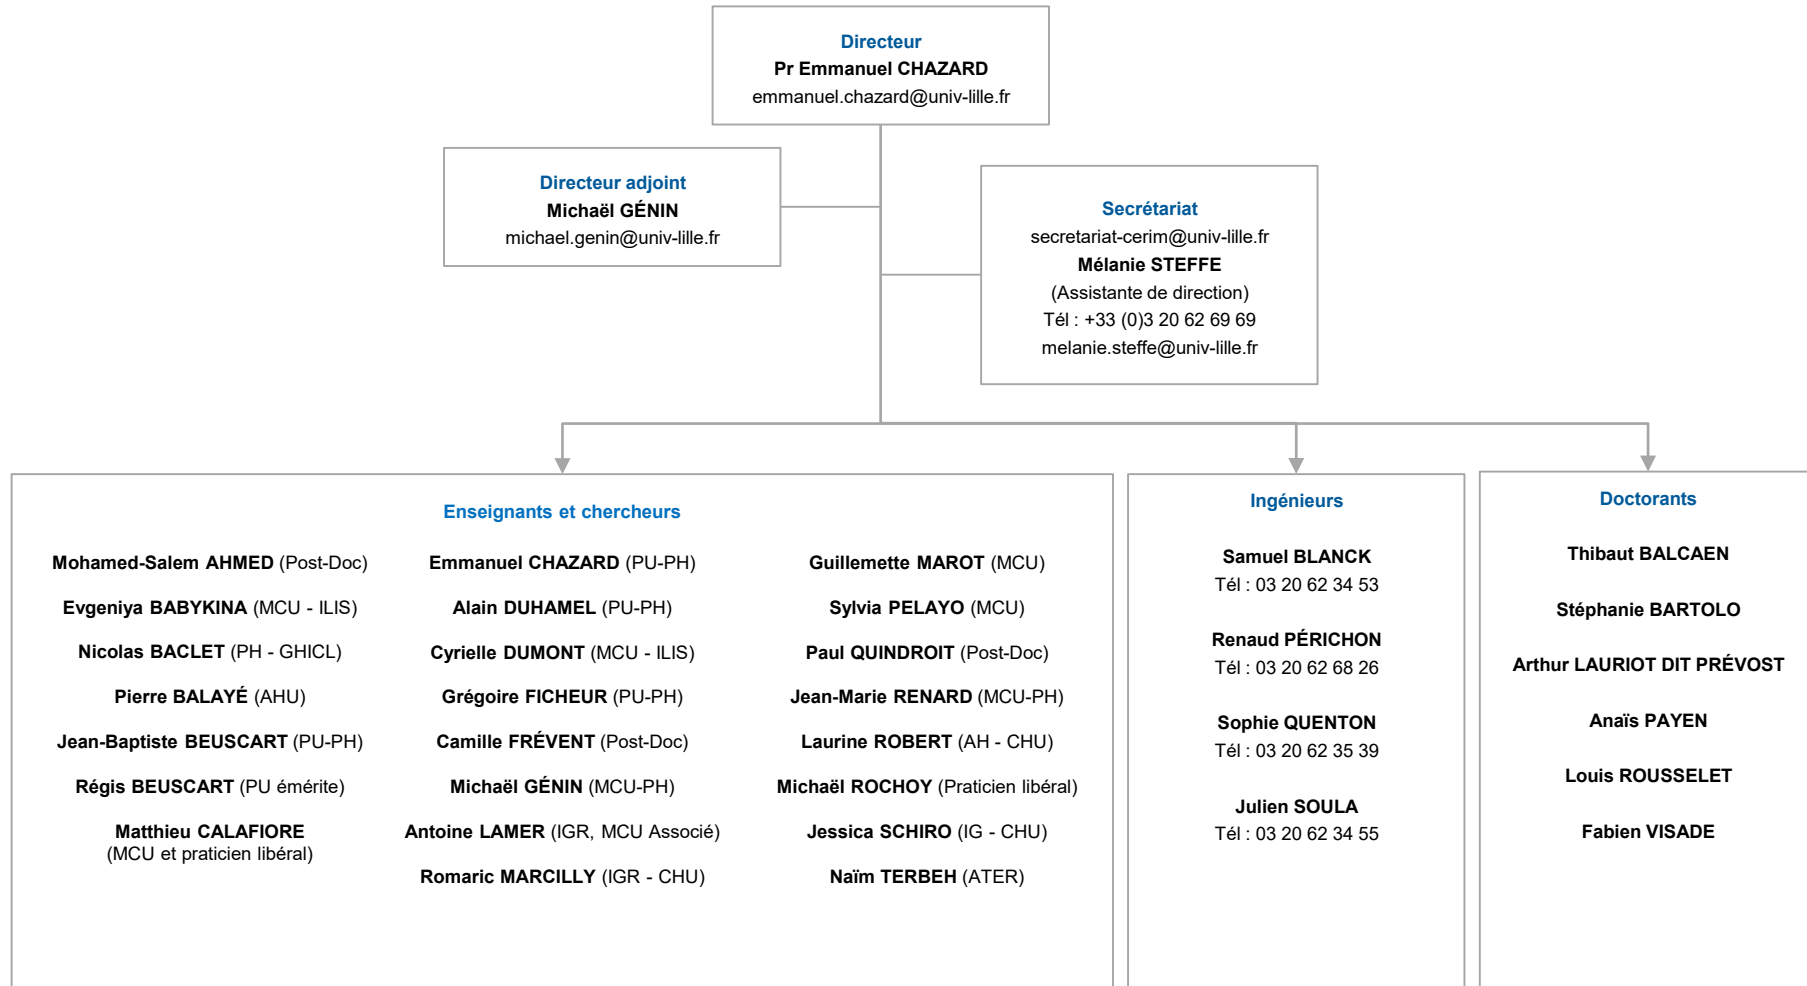 Directeur
Pr Emmanuel CHAZARD
emmanuel.chazard@univ-lille.fr
Directeur adjoint
Michaël GÉNIN
michael.genin@univ-lille.fr
Secrétariat
secretariat-cerim@univ-lille.fr
Mélanie STEFFE
(Assistante de direction)
Tél : +33 (0)3 20 62 69 69
melanie.steffe@univ-lille.fr
Enseignants et chercheurs
Mohamed-Salem AHMED (Post-Doc)
Evgeniya BABYKINA (MCU - ILIS)
Nicolas BACLET (PH - GHICL)
Pierre BALAYÉ (AHU)
Jean-Baptiste BEUSCART (PU-PH)
Régis BEUSCART (PU émérite)
Matthieu CALAFIORE
(MCU et praticien libéral)
Emmanuel CHAZARD (PU-PH)
Alain DUHAMEL (PU-PH)
Cyrielle DUMONT (MCU - ILIS)
Grégoire FICHEUR (PU-PH)
Camille FRÉVENT (Post-Doc)
Michaël GÉNIN (MCU-PH)
Antoine LAMER (IGR, MCU Associé)
Romaric MARCILLY (IGR - CHU)
Guillemette MAROT (MCU)
Sylvia PELAYO (MCU)
Paul QUINDROIT (Post-Doc)
Jean-Marie RENARD (MCU-PH)
Laurine ROBERT (AH - CHU)
Michaël ROCHOY (Praticien libéral)
Jessica SCHIRO (IG - CHU)
Naïm TERBEH (ATER)
Ingénieurs
Samuel BLANCK
Tél : 03 20 62 34 53
Renaud PÉRICHON
Tél : 03 20 62 68 26
Sophie QUENTON
Tél : 03 20 62 35 39
Julien SOULA
Tél : 03 20 62 34 55
Doctorants
Thibaut BALCAEN
Stéphanie BARTOLO
Arthur LAURIOT DIT PRÉVOST
Anaïs PAYEN
Louis ROUSSELET
Fabien VISADE